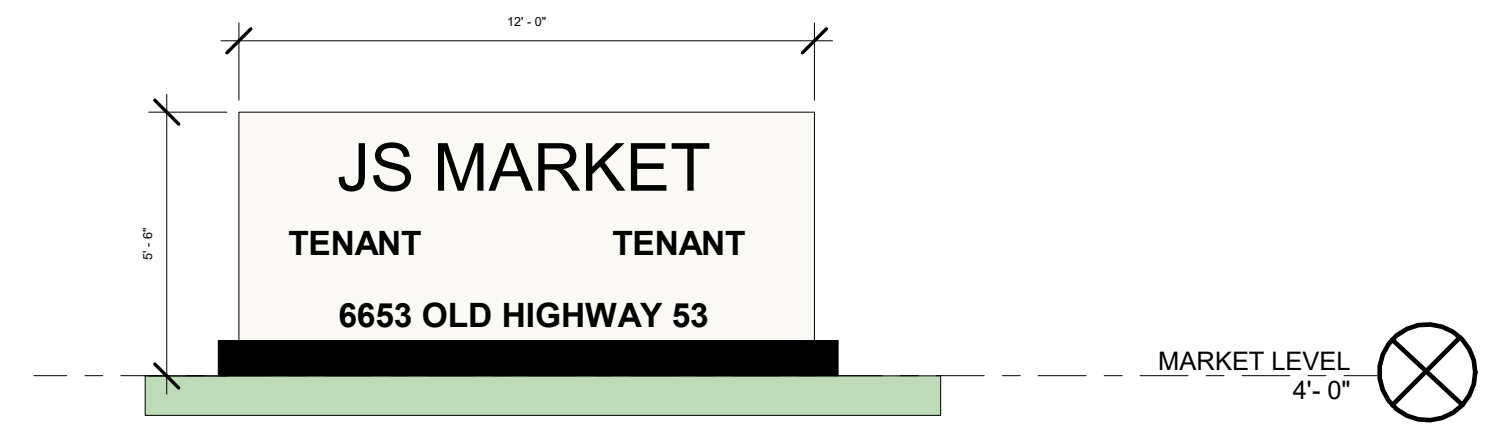 12' - 0"
JS MARKET
TENANT TENANT
5' - 6"
6653 OLD HIGHWAY 53
MARKET LEVEL
4'- 0"